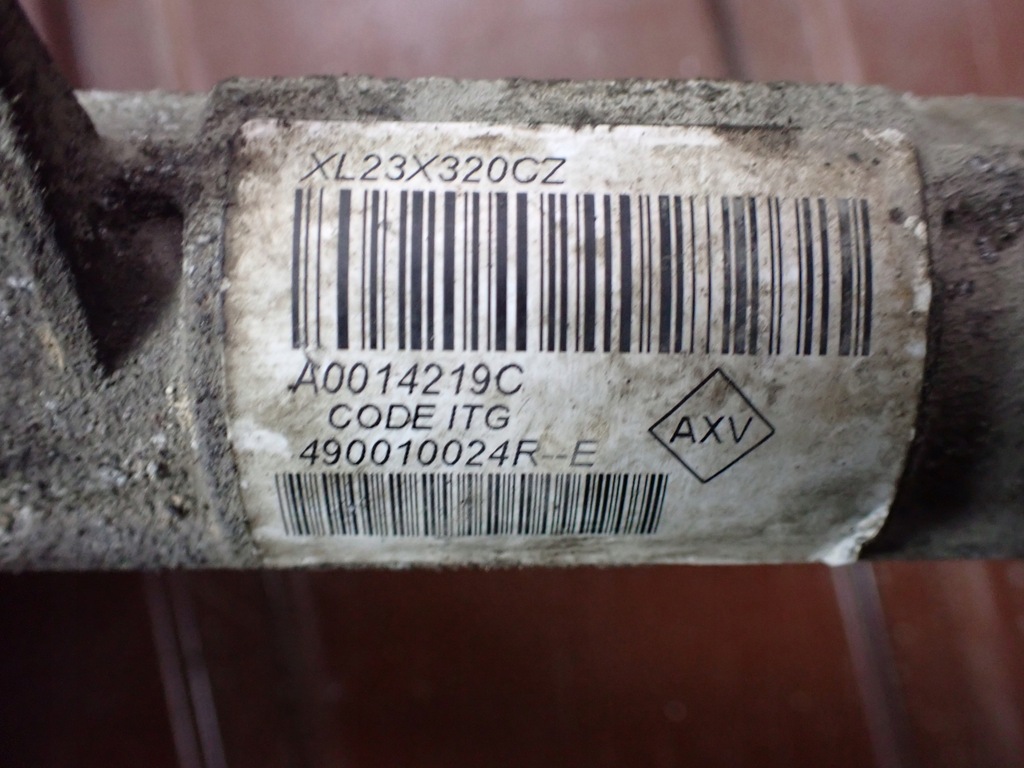 XL23X320CZ
A0014219C
CODE ITG
490010024R--E
AXV